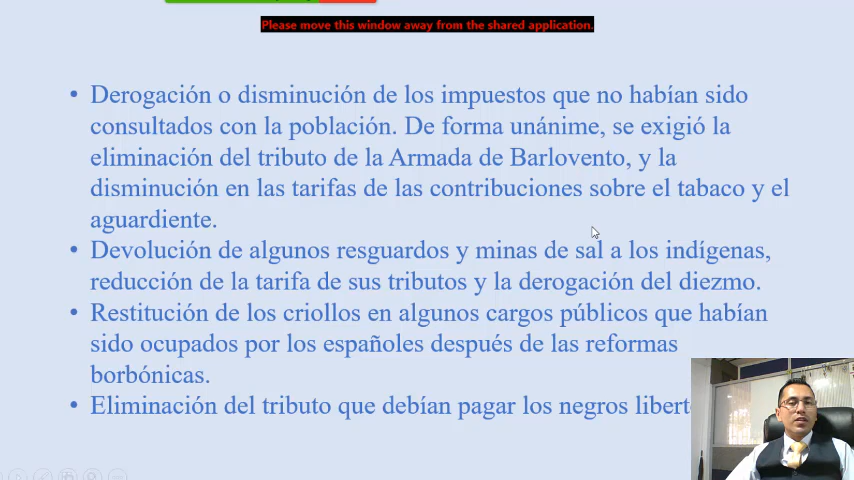 Please move this window away from the shared application.
• Derogación o disminución de los impuestos que no habían sido
consultados con la población. De forma unánime, se exigió la
eliminación del tributo de la Armada de Barlovento, y la
disminución en las tarifas de las contribuciones sobre el tabaco y el
aguardiente.
• Devolución de algunos resguardos y minas de sal a los indígenas,
reducción de la tarifa de sus tributos y la derogación del diezmo.
• Restitución de los criollos en algunos cargos públicos que habían
sido ocupados por los españoles después de las reformas
borbónicas.
• Eliminación del tributo que debían pagar los negros